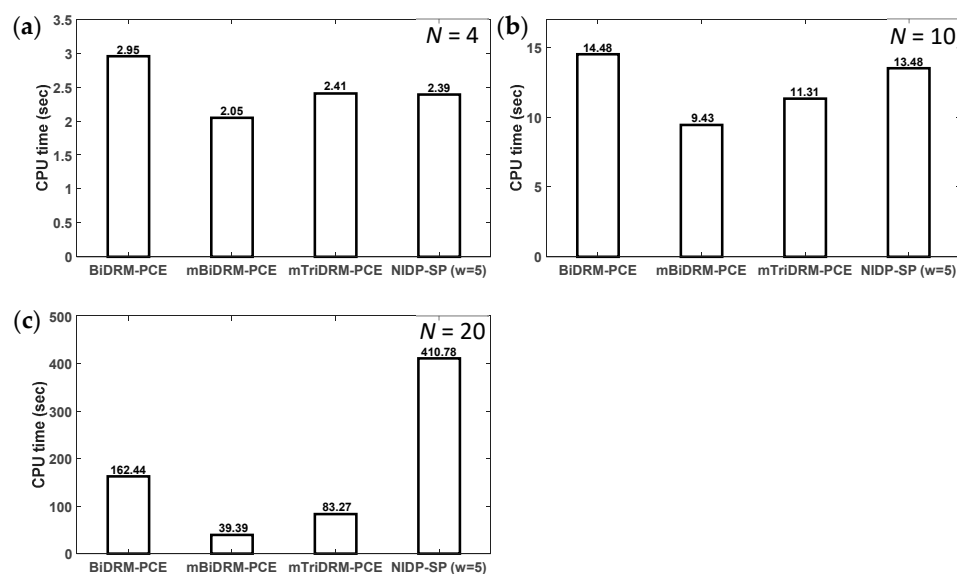 (a)
N = 4
CPU time (sec)
3.5
3
2.5
2
1.5
1
0.5
0
2.95
2.05
2.41
2.39
BiDRM-PCE mBiDRM-PCE mTriDRM-PCE NIDP-SP (w=5)
(b)
N = 10
CPU time (sec)
15
10
5
0
14.48
9.43
11.31
13.48
BiDRM-PCE mBiDRM-PCE mTriDRM-PCE NIDP-SP (w=5)
(c)
N = 20
CPU time (sec)
500
400
300
200
100
0
162.44
39.39
83.27
410.78
BiDRM-PCE mBiDRM-PCE mTriDRM-PCE NIDP-SP (w=5)